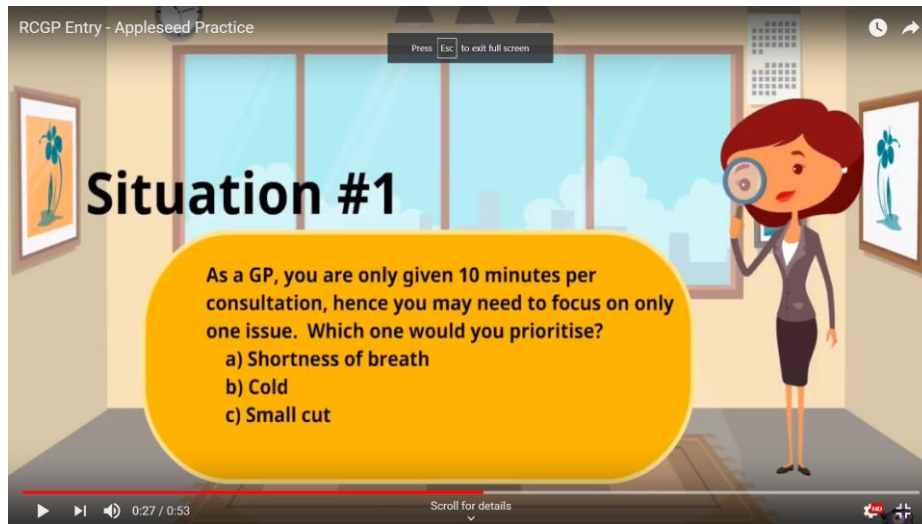 RCGP Entry - Appleseed Practice
Press Esc to exit full screen
Situation #1
As a GP, you are only given 10 minutes per
consultation, hence you may need to focus on only
one issue. Which one would you prioritise?
a) Shortness of breath
b) Cold
c) Small cut
0:27 / 0:53
Scroll for details
HD